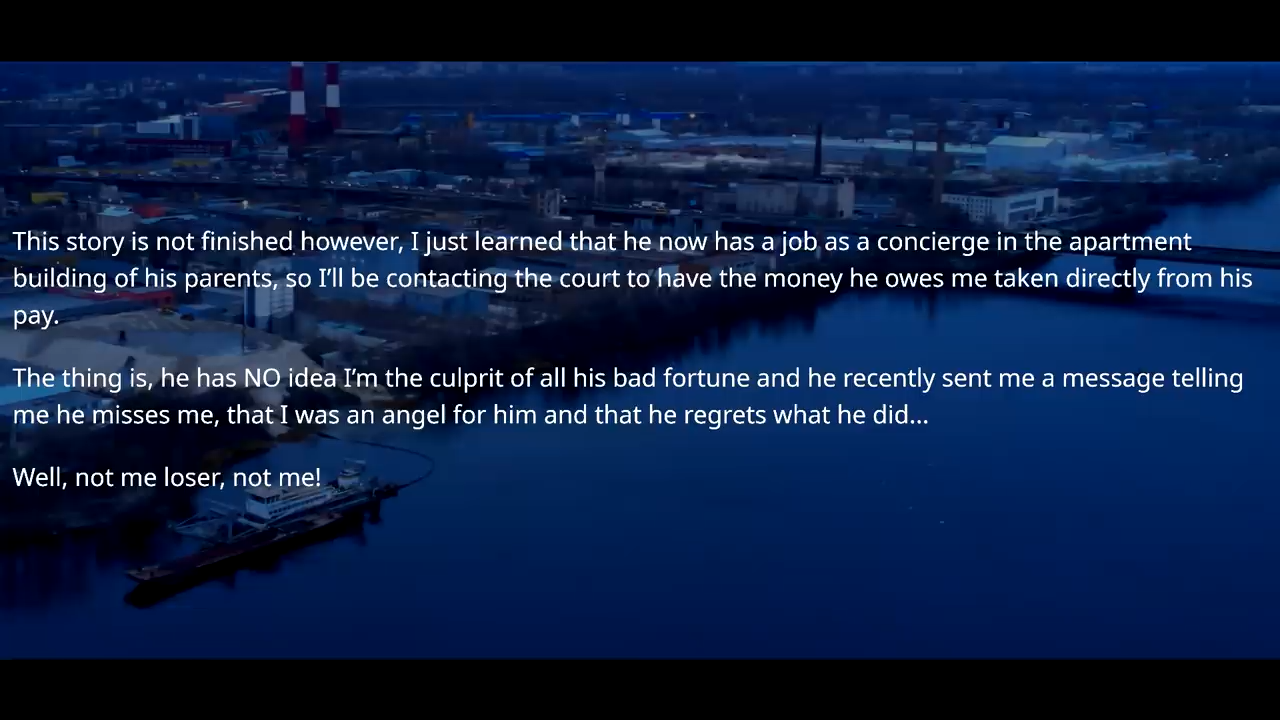 This story is not finished however, I just learned that he now has a job as a concierge in the apartment
building of his parents, so I’ll be contacting the court to have the money he owes me taken directly from his
pay.
The thing is, he has NO idea I’m the culprit of all his bad fortune and he recently sent me a message telling
me he misses me, that I was an angel for him and that he regrets what he did...
Well, not me loser, not me!